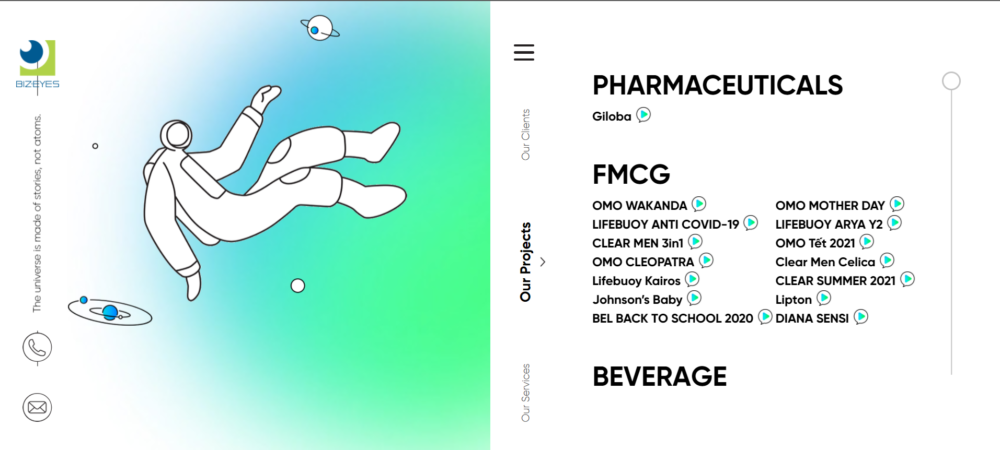 BIZ-EYES
The universe is made of stories, not atoms.
Our Clients
Our Projects
Our Services
PHARMACEUTICALS
Giloba
FMCG
OMO WAKANDA
OMO MOTHER DAY
LIFEBUOY ANTI COVID-19
LIFEBUOY ARYA Y2
CLEAR MEN 3in1
OMO Tết 2021
OMO CLEOPATRA
Clear Men Celica
Lifebuoy Kairos
CLEAR SUMMER 2021
Johnson's Baby
Lipton
BEL BACK TO SCHOOL 2020
DIANA SENSI
BEVERAGE